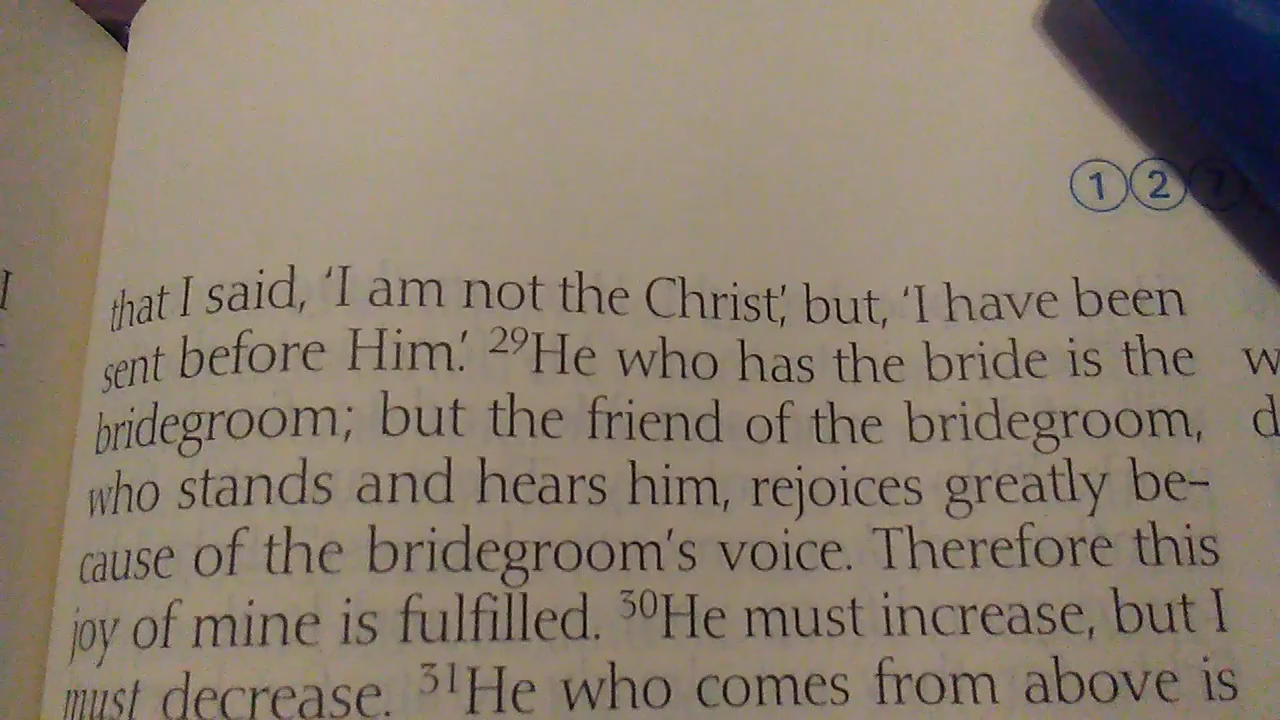 1 2 7
that I said, ‘I am not the Christ,’ but, ‘I have been
sent before Him.’ 29He who has the bride is the
bridegroom; but the friend of the bridegroom,
who stands and hears him, rejoices greatly be-
cause of the bridegroom's voice. Therefore this
joy of mine is fulfilled. 30He must increase, but I
must decrease. 31He who comes from above is